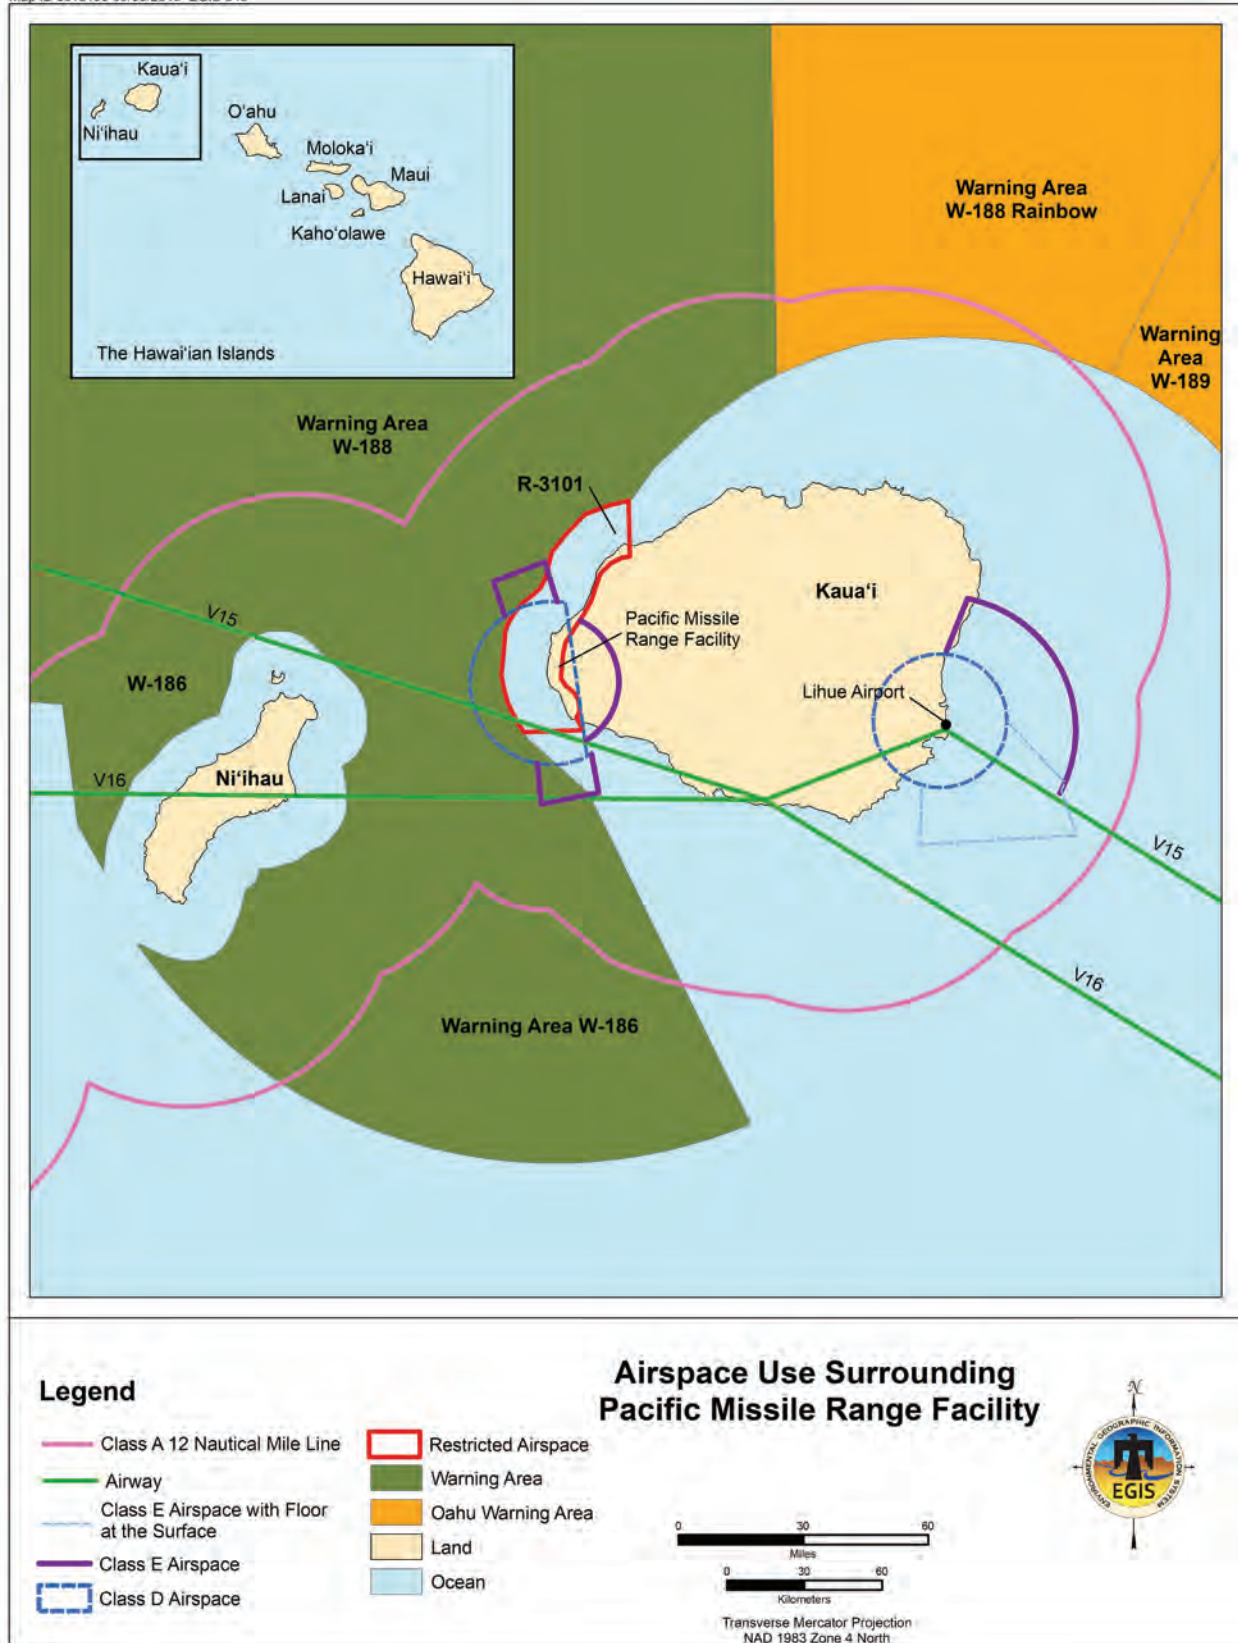 Kaua‘i
Ni‘ihau
O‘ahu
Moloka‘i
Maui
Lanai
Kaho‘olawe
Hawai‘i
The Hawai‘ian Islands
Warning Area
W-188 Rainbow
Warning
Area
W-189
Warning Area
W-188
R-3101
Kaua‘i
Pacific Missile
Range Facility
V15
W-186
Lihue Airport
Ni‘ihau
V16
V15
V16
Warning Area W-186
Legend
Class A 12 Nautical Mile Line
Airway
Class E Airspace with Floor
at the Surface
Class E Airspace
Class D Airspace
Restricted Airspace
Warning Area
Oahu Warning Area
Land
Ocean
Airspace Use Surrounding
Pacific Missile Range Facility
0 30 60
Miles
0 30 60
Kilometers
Transverse Mercator Projection
NAD 1983 Zone 4 North
N
ENVIRONMENTAL GEOGRAPHIC INFORMATION SYSTEM
EGIS